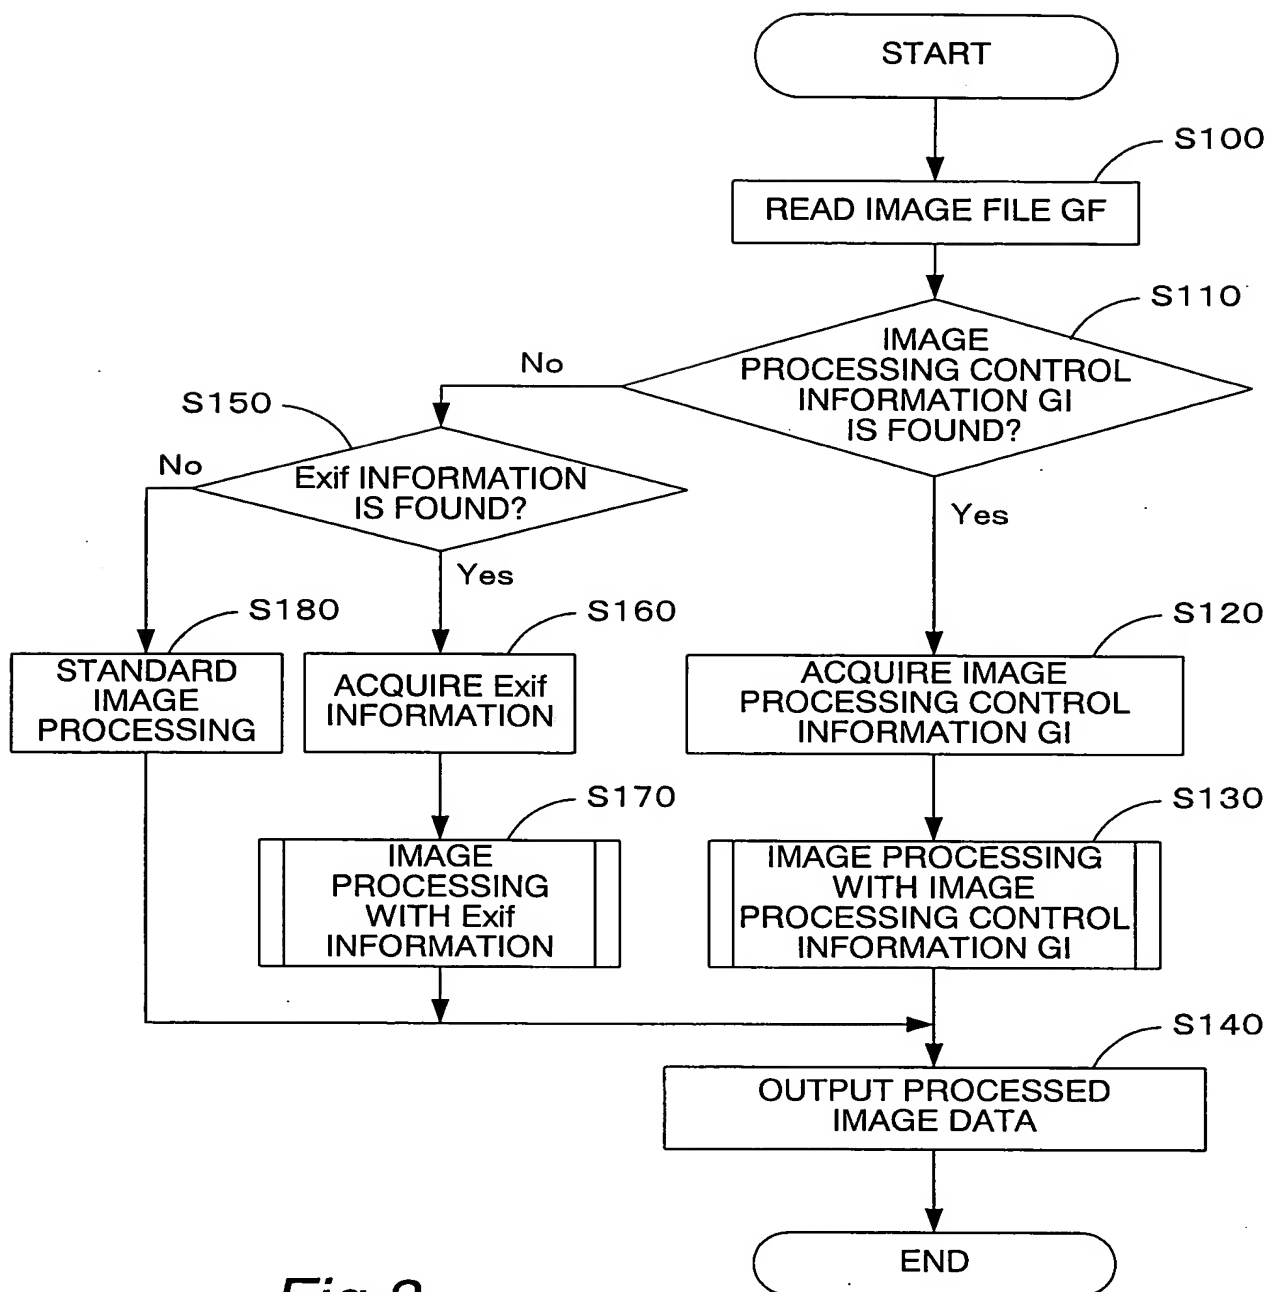 START
S100
READ IMAGE FILE GF
S110
IMAGE
PROCESSING CONTROL
INFORMATION GI
IS FOUND?
No
Yes
S150
Exif INFORMATION
IS FOUND?
No
Yes
S180
STANDARD
IMAGE
PROCESSING
S160
ACQUIRE Exif
INFORMATION
S120
ACQUIRE IMAGE
PROCESSING CONTROL
INFORMATION GI
S170
IMAGE
PROCESSING
WITH Exif
INFORMATION
S130
IMAGE PROCESSING
WITH IMAGE
PROCESSING CONTROL
INFORMATION GI
S140
OUTPUT PROCESSED
IMAGE DATA
END